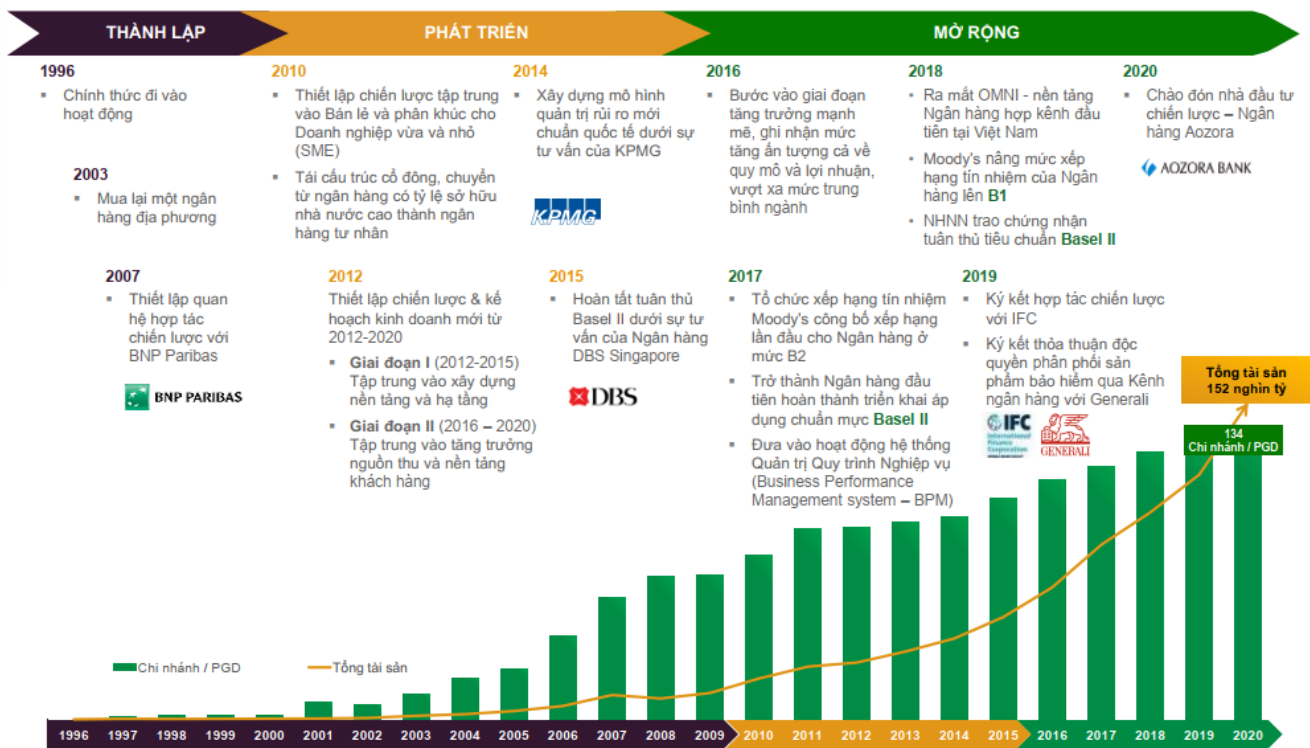 THÀNH LẬP
PHÁT TRIỂN
MỞ RỘNG
1996
▪ Chính thức đi vào
hoạt động
2003
▪ Mua lại một ngân
hàng địa phương
2007
▪ Thiết lập quan
hệ hợp tác
chiến lược với
BNP Paribas
BNP PARIBAS
2010
▪ Thiết lập chiến lược tập trung
vào Bán lẻ và phân khúc cho
Doanh nghiệp vừa và nhỏ
(SME)
▪ Tái cấu trúc cổ đông, chuyển
từ ngân hàng có tỷ lệ sở hữu
nhà nước cao thành ngân
hàng tư nhân
2012
Thiết lập chiến lược & kế
hoạch kinh doanh mới từ
2012-2020
▪ Giai đoạn I (2012-2015)
Tập trung vào xây dựng
nền tảng và hạ tầng
▪ Giai đoạn II (2016 – 2020)
Tập trung vào tăng trưởng
nguồn thu và nền tảng
khách hàng
2014
▪ Xây dựng mô hình
quản trị rủi ro mới
chuẩn quốc tế dưới sự
tư vấn của KPMG
KPMG
2015
▪ Hoàn tất tuân thủ
Basel II dưới sự tư
vấn của Ngân hàng
DBS Singapore
DBS
2016
▪ Bước vào giai đoạn
tăng trưởng mạnh
mẽ, ghi nhận mức
tăng ấn tượng cả về
quy mô và lợi nhuận,
vượt xa mức trung
bình ngành
2017
▪ Tổ chức xếp hạng tín nhiệm
Moody's công bố xếp hạng
lần đầu cho Ngân hàng ở
mức B2
▪ Trở thành Ngân hàng đầu
tiên hoàn thành triển khai áp
dụng chuẩn mực Basel II
▪ Đưa vào hoạt động hệ thống
Quản trị Quy trình Nghiệp vụ
(Business Performance
Management system – BPM)
2018
• Ra mắt OMNI - nền tảng
Ngân hàng hợp kênh đầu
tiên tại Việt Nam
• Moody's nâng mức xếp
hạng tín nhiệm của Ngân
hàng lên B1
• NHNN trao chứng nhận
tuân thủ tiêu chuẩn Basel II
2019
▪ Ký kết hợp tác chiến lược
với IFC
▪ Ký kết thỏa thuận độc
quyền phân phối sản
phẩm bảo hiểm qua Kênh
ngân hàng với Generali
IFC
International
Finance
Corporation
GENERALI
2020
▪ Chào đón nhà đầu tư
chiến lược – Ngân
hàng Aozora
AOZORA BANK
Tổng tài sản
152 nghìn tỷ
134
Chi nhánh / PGD
Chi nhánh / PGD
Tổng tài sản
1996 1997 1998 1999 2000 2001 2002 2003 2004 2005 2006 2007 2008 2009 2010 2011 2012 2013 2014 2015 2016 2017 2018 2019 2020